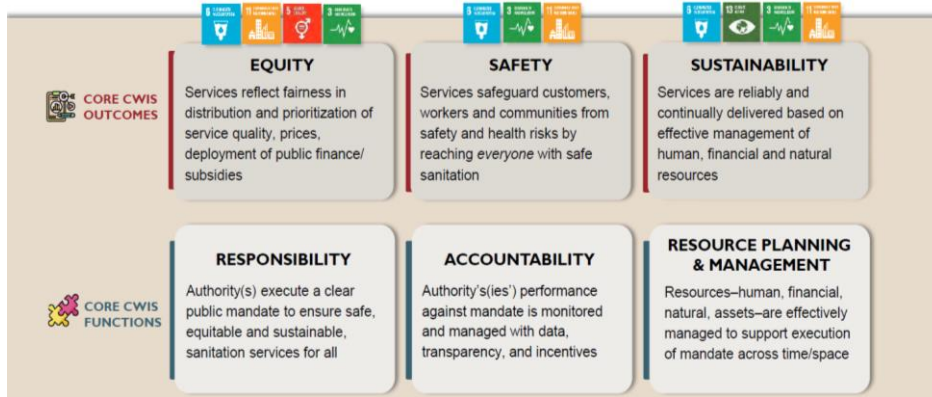 EQUITY
Services reflect fairness in
distribution and prioritization of
service quality, prices,
deployment of public finance/
subsidies
SAFETY
Services safeguard customers,
workers and communities from
safety and health risks by
reaching everyone with safe
sanitation
SUSTAINABILITY
Services are reliably and
continually delivered based on
effective management of
human, financial and natural
resources
CORE CWIS
OUTCOMES
RESPONSIBILITY
Authority(s) execute a clear
public mandate to ensure safe,
equitable and sustainable,
sanitation services for all
ACCOUNTABILITY
Authority's(ies') performance
against mandate is monitored
and managed with data,
transparency, and incentives
RESOURCE PLANNING
& MANAGEMENT
Resources–human, financial,
natural, assets–are effectively
managed to support execution
of mandate across time/space
CORE CWIS
FUNCTIONS